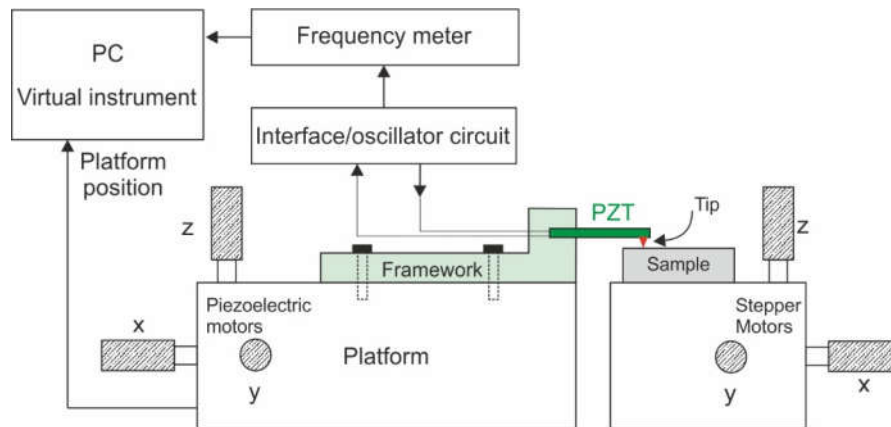 PC
Virtual instrument
Frequency meter
Interface/oscillator circuit
Platform
position
z
PZT
Tip
z
Framework
Sample
Piezoelectric
motors
Stepper
Motors
x
Platform
y
y
x